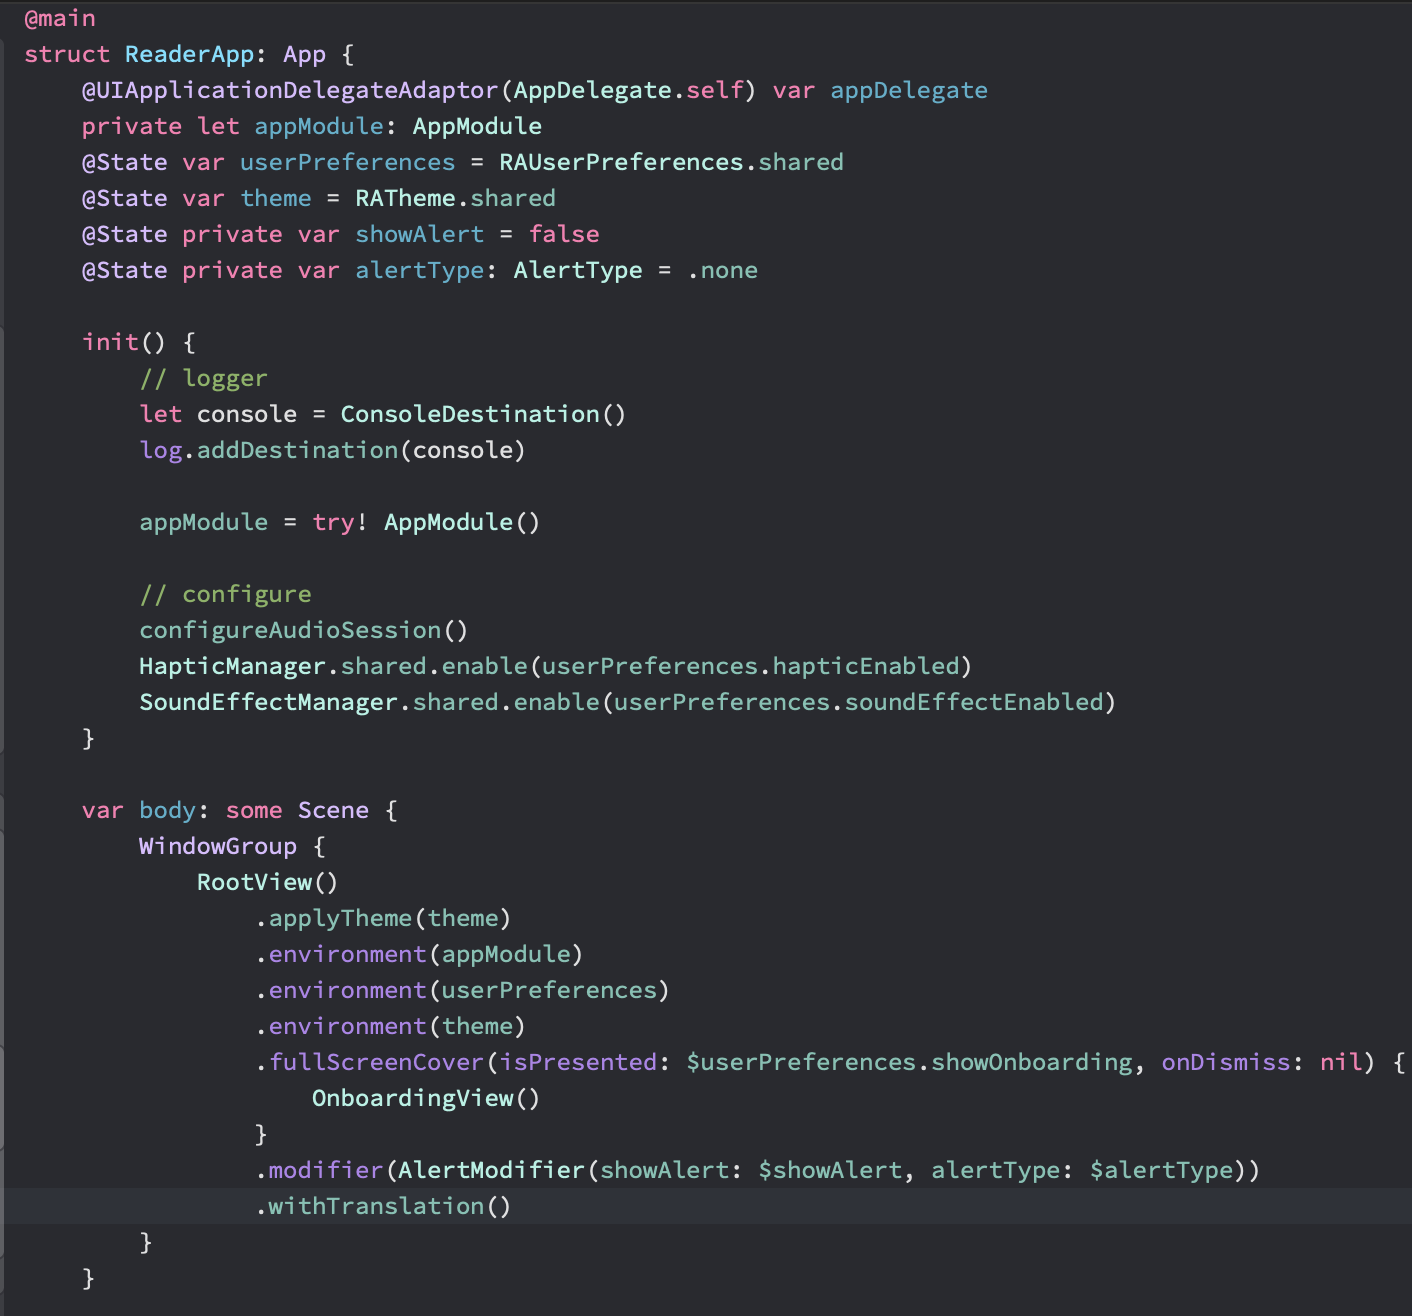 @main
struct ReaderApp: App {
    @UIApplicationDelegateAdaptor(AppDelegate.self) var appDelegate
    private let appModule: AppModule
    @State var userPreferences = RAUserPreferences.shared
    @State var theme = RATheme.shared
    @State private var showAlert = false
    @State private var alertType: AlertType = .none

    init() {
        // logger
        let console = ConsoleDestination()
        log.addDestination(console)

        appModule = try! AppModule()

        // configure
        configureAudioSession()
        HapticManager.shared.enable(userPreferences.hapticEnabled)
        SoundEffectManager.shared.enable(userPreferences.soundEffectEnabled)
    }

    var body: some Scene {
        WindowGroup {
            RootView()
                .applyTheme(theme)
                .environment(appModule)
                .environment(userPreferences)
                .environment(theme)
                .fullScreenCover(isPresented: $userPreferences.showOnboarding, onDismiss: nil) {
                    OnboardingView()
                }
                .modifier(AlertModifier(showAlert: $showAlert, alertType: $alertType))
                .withTranslation()
        }
    }